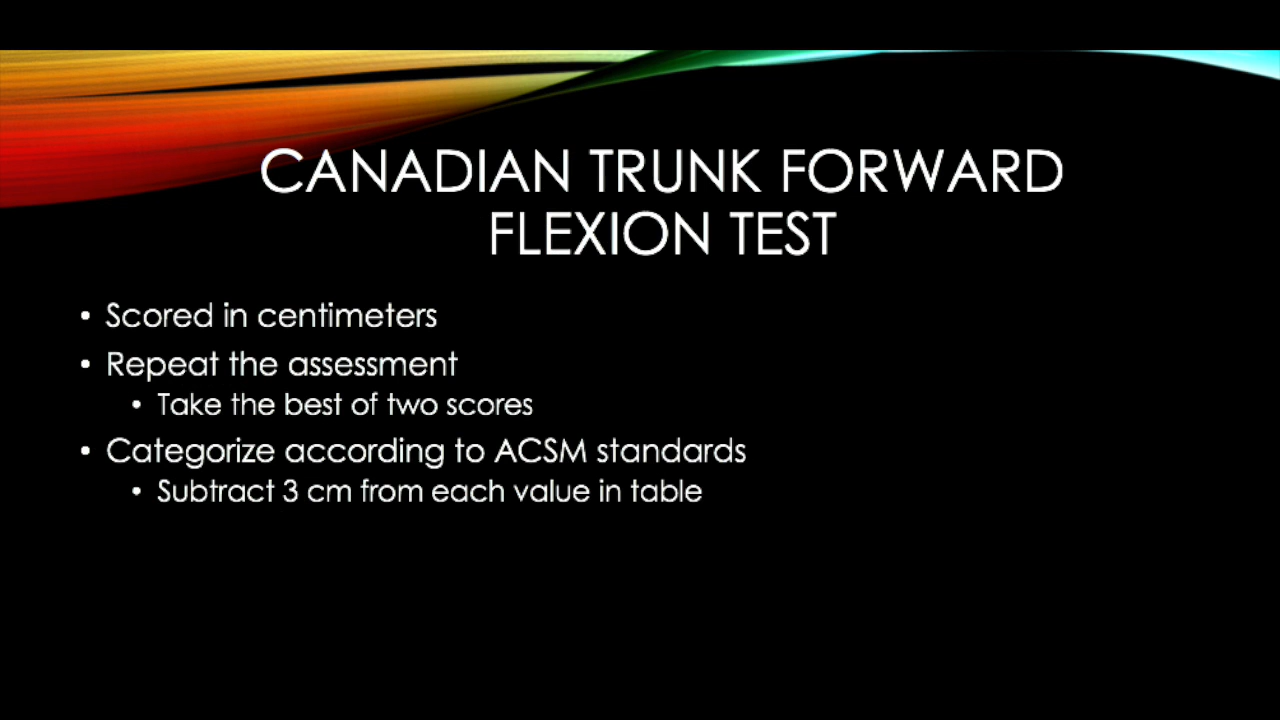 CANADIAN TRUNK FORWARD
FLEXION TEST
• Scored in centimeters
• Repeat the assessment
• Take the best of two scores
• Categorize according to ACSM standards
• Subtract 3 cm from each value in table